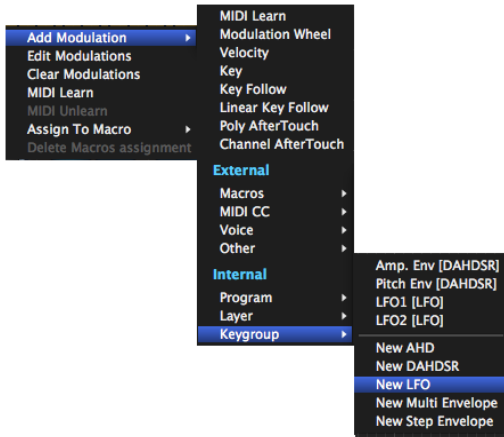 Add Modulation
Edit Modulations
Clear Modulations
MIDI Learn
MIDI Unlearn
Assign To Macro
Delete Macros assignment
MIDI Learn
Modulation Wheel
Velocity
Key
Key Follow
Linear Key Follow
Poly AfterTouch
Channel AfterTouch
External
Macros
MIDI CC
Voice
Other
Internal
Program
Layer
Keygroup
Amp. Env [DAHDSR]
Pitch Env [DAHDSR]
LFO1 [LFO]
LFO2 [LFO]
New AHD
New DAHDSR
New LFO
New Multi Envelope
New Step Envelope